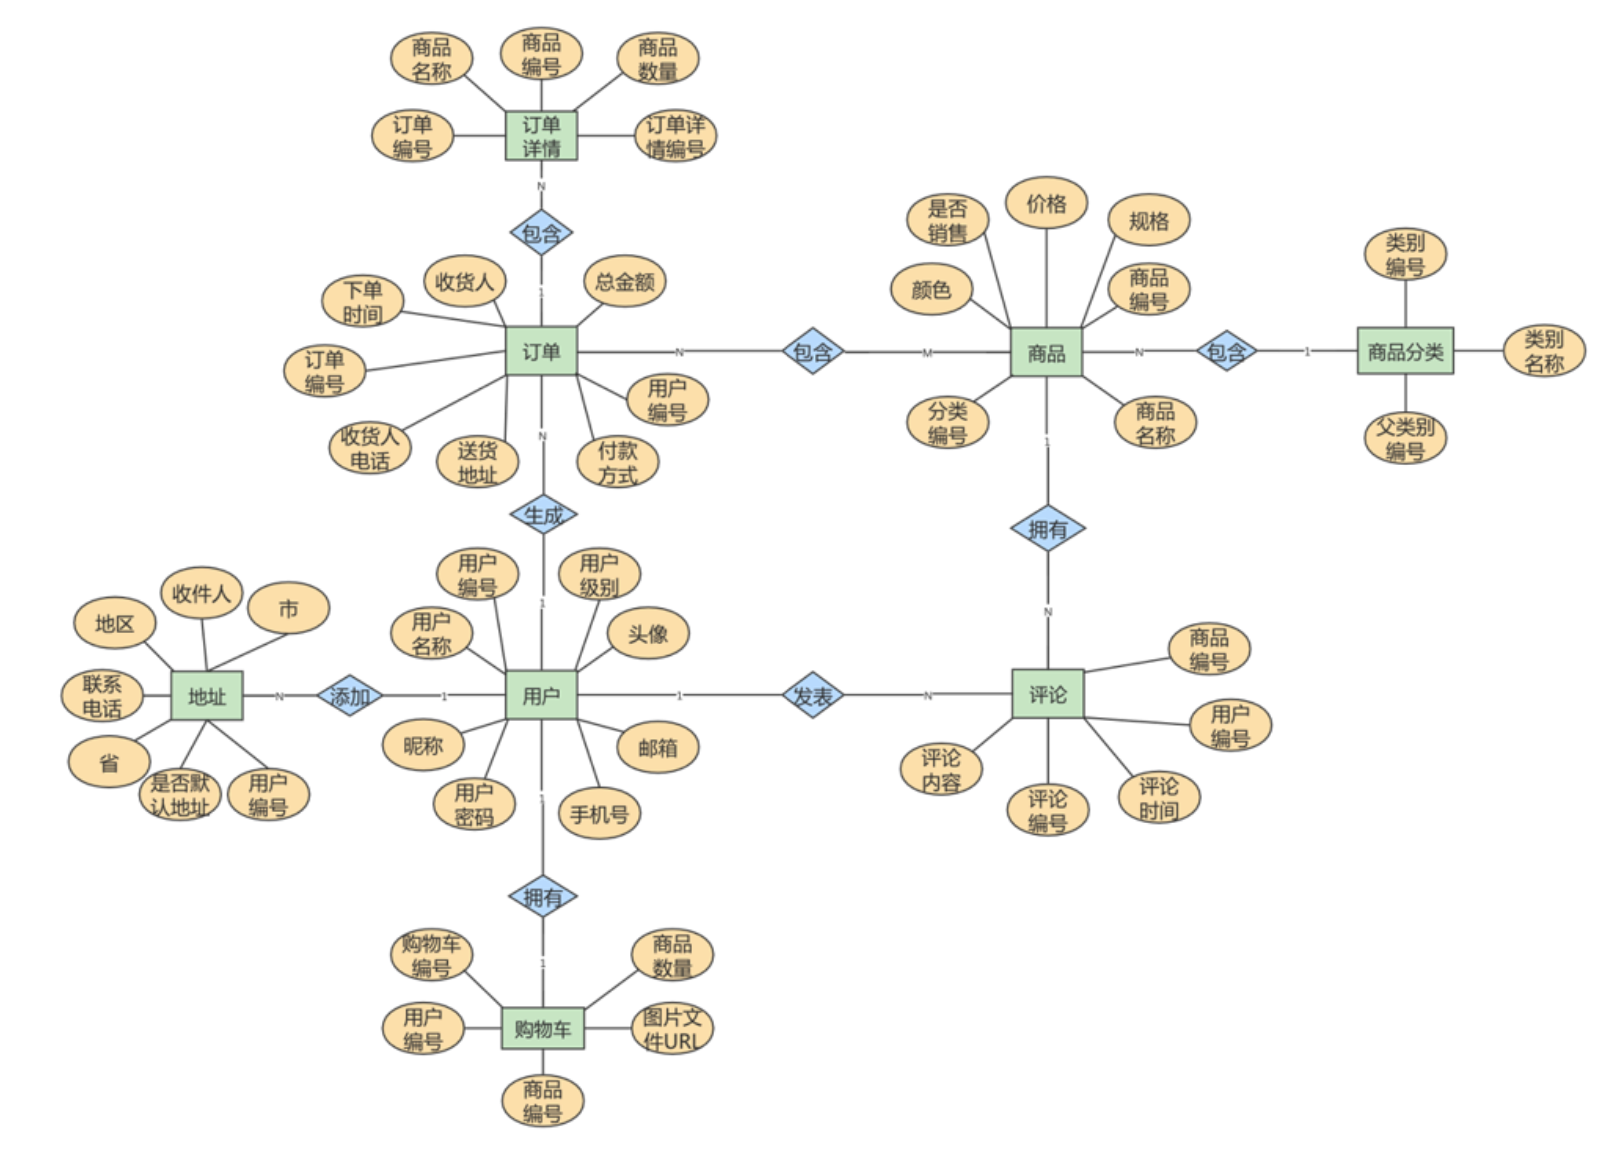 商品
名称
商品
编号
商品
数量
订单
编号
订单
详情
订单详
情编号
N
包含
1
下单
时间
收货人
总金额
订单
编号
订单
用户
编号
收货人
电话
送货
地址
付款
方式
N
包含
M
是否
销售
价格
规格
颜色
商品
编号
商品
分类
编号
商品
名称
N
包含
1
类别
编号
商品分类
类别
名称
父类别
编号
N
生成
1
1
拥有
N
用户
编号
用户
级别
用户
名称
头像
用户
昵称
邮箱
用户
密码
手机号
地区
收件人
市
联系
电话
地址
省
是否默
认地址
用户
编号
N
添加
1
1
发表
N
商品
编号
评论
用户
编号
评论
内容
评论
编号
评论
时间
1
拥有
1
购物车
编号
商品
数量
用户
编号
购物车
图片文
件URL
商品
编号